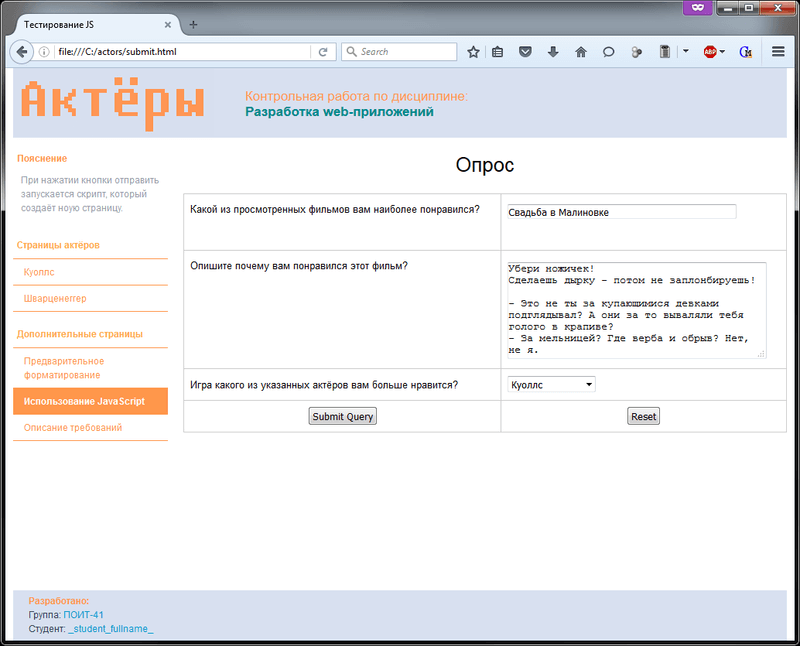 Тестирование JS
file:///C:/actors/submit.html
Search
ABP
Актёры
Контрольная работа по дисциплине:
Разработка web-приложений
Пояснение
При нажатии кнопки отправить
запускается скрипт, который
создаёт ноую страницу.
Страницы актёров
Куоллс
Шварценеггер
Дополнительные страницы
Предварительное
форматирование
Использование JavaScript
Описание требований
Опрос
Какой из просмотренных фильмов вам наиболее понравился?
Свадьба в Малиновке
Опишите почему вам понравился этот фильм?
Убери ножичек!
Сделаешь дырку - потом не заплонбируешь!
- Это не ты за купающимися девками
подглядывал? А они за то вываляли тебя
голого в крапиве?
- За мельницей? Где верба и обрыв? Нет,
не я.
Игра какого из указанных актёров вам больше нравится?
Куоллс
Submit Query
Reset
Разработано:
Группа: ПОИТ-41
Студент: _student_fullname_